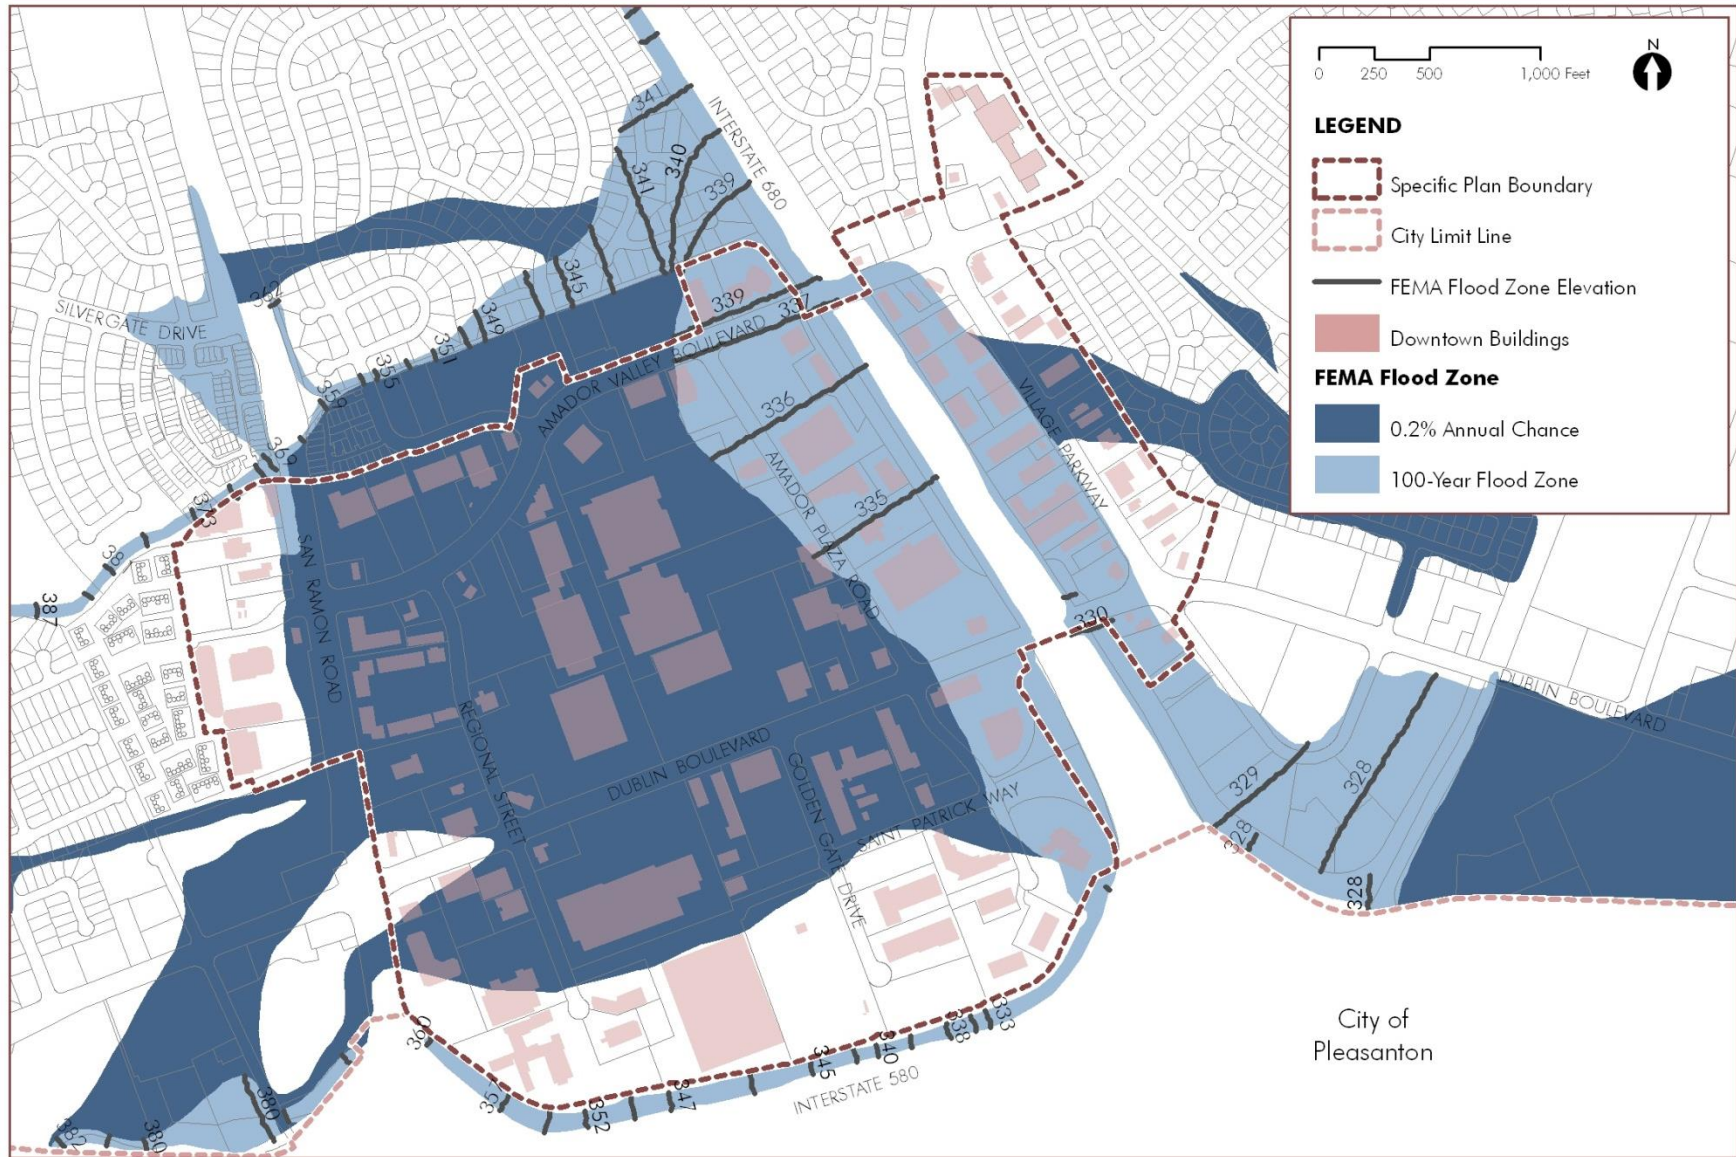 0 250 500 1,000 Feet
N
LEGEND
Specific Plan Boundary
City Limit Line
FEMA Flood Zone Elevation
Downtown Buildings
FEMA Flood Zone
0.2% Annual Chance
100-Year Flood Zone
341
INTERSTATE 680
341
340
339
345
362
SILVERGATE DRIVE
349
351
355
359
339
337
AMADOR VALLEY BOULEVARD
336
369
373
335
AMADOR PLAZA ROAD
VILLAGE PARKWAY
SAN RAMON ROAD
387
330
REGIONAL STREET
DUBLIN BOULEVARD
GOLDEN GATE DRIVE
SAINT PATRICK WAY
DUBLIN BOULEVARD
329
328
328
328
City of
Pleasanton
333
338
340
345
347
352
INTERSTATE 580
380
380
382